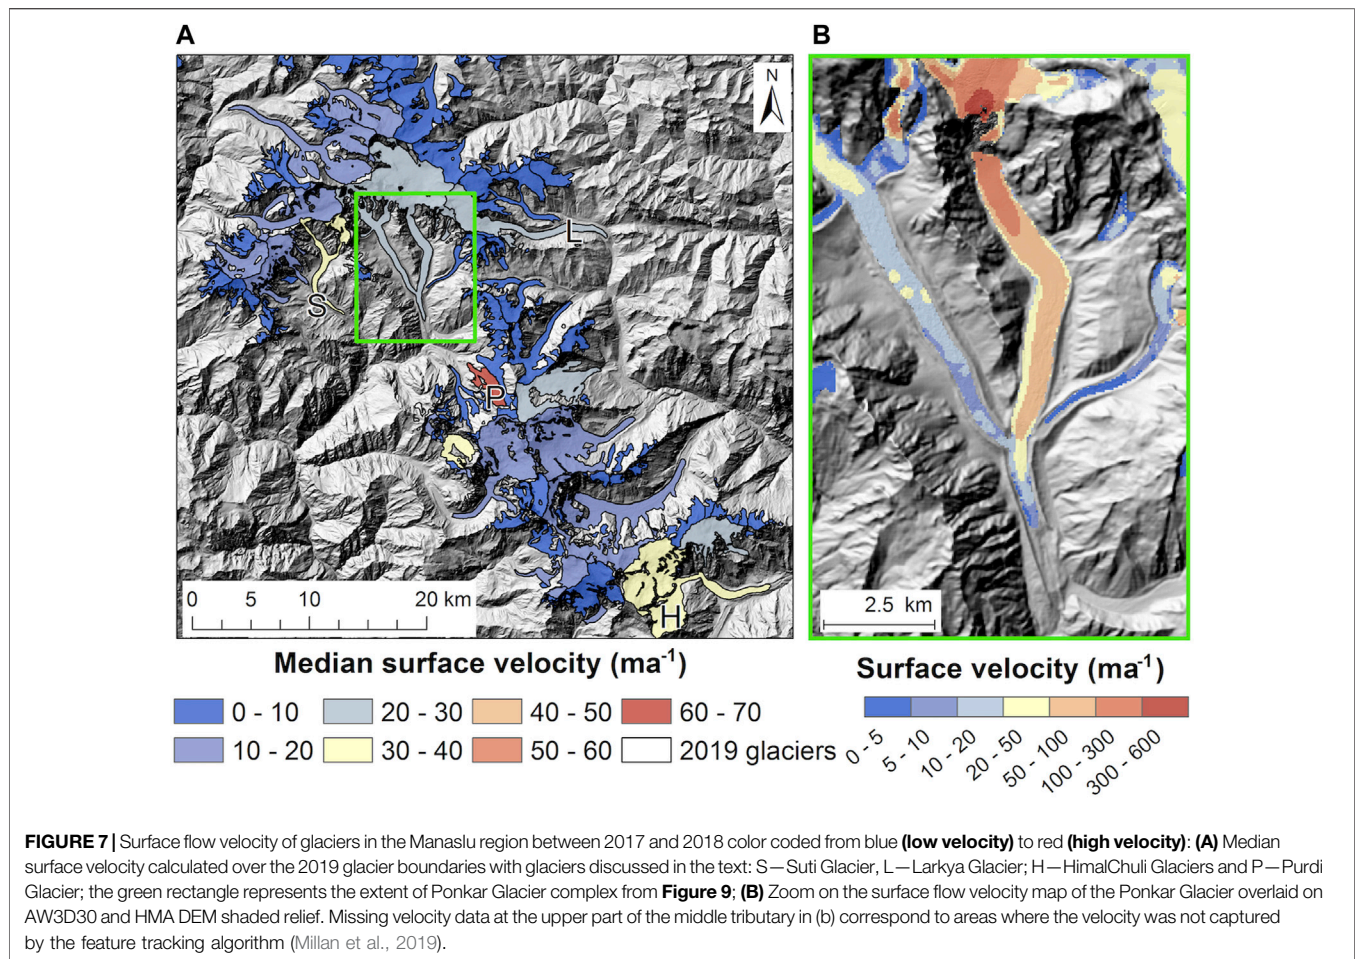 A
B
N
L
S
P
H
0 5 10 20 km
2.5 km
Median surface velocity (ma-1)
0 - 10 20 - 30 40 - 50 60 - 70
10 - 20 30 - 40 50 - 60 2019 glaciers
Surface velocity (ma-1)
0 - 5 5 - 10 10 - 20 20 - 50 50 - 100 100 - 300 300 - 600
FIGURE 7 | Surface flow velocity of glaciers in the Manaslu region between 2017 and 2018 color coded from blue (low velocity) to red (high velocity): (A) Median
surface velocity calculated over the 2019 glacier boundaries with glaciers discussed in the text: S—Suti Glacier, L—Larkya Glacier; H—HimalChuli Glaciers and P—Purdi
Glacier; the green rectangle represents the extent of Ponkar Glacier complex from Figure 9; (B) Zoom on the surface flow velocity map of the Ponkar Glacier overlaid on
AW3D30 and HMA DEM shaded relief. Missing velocity data at the upper part of the middle tributary in (b) correspond to areas where the velocity was not captured
by the feature tracking algorithm (Millan et al., 2019).